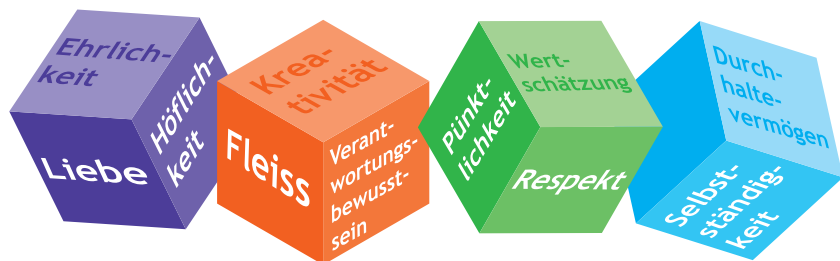 Ehrlich-
keit
Höflich-
keit
Liebe
Krea-
tivität
Fleiss
Verant-
wortungs-
bewusst-
sein
Pünkt-
lichkeit
Wert-
schätzung
Respekt
Durch-
halte-
vermögen
Selbst-
ständig-
keit